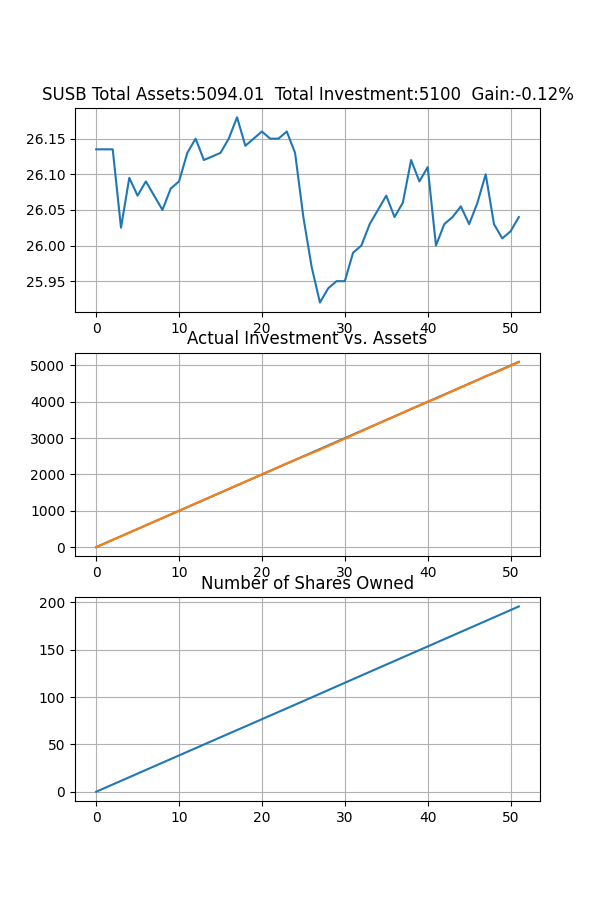 SUSB Total Assets:5094.01  Total Investment:5100  Gain:-0.12%
26.15
26.10
26.05
26.00
25.95
0 10 20 30 40 50
Actual Investment vs. Assets
5000
4000
3000
2000
1000
0
0 10 20 30 40 50
Number of Shares Owned
200
150
100
50
0
0 10 20 30 40 50